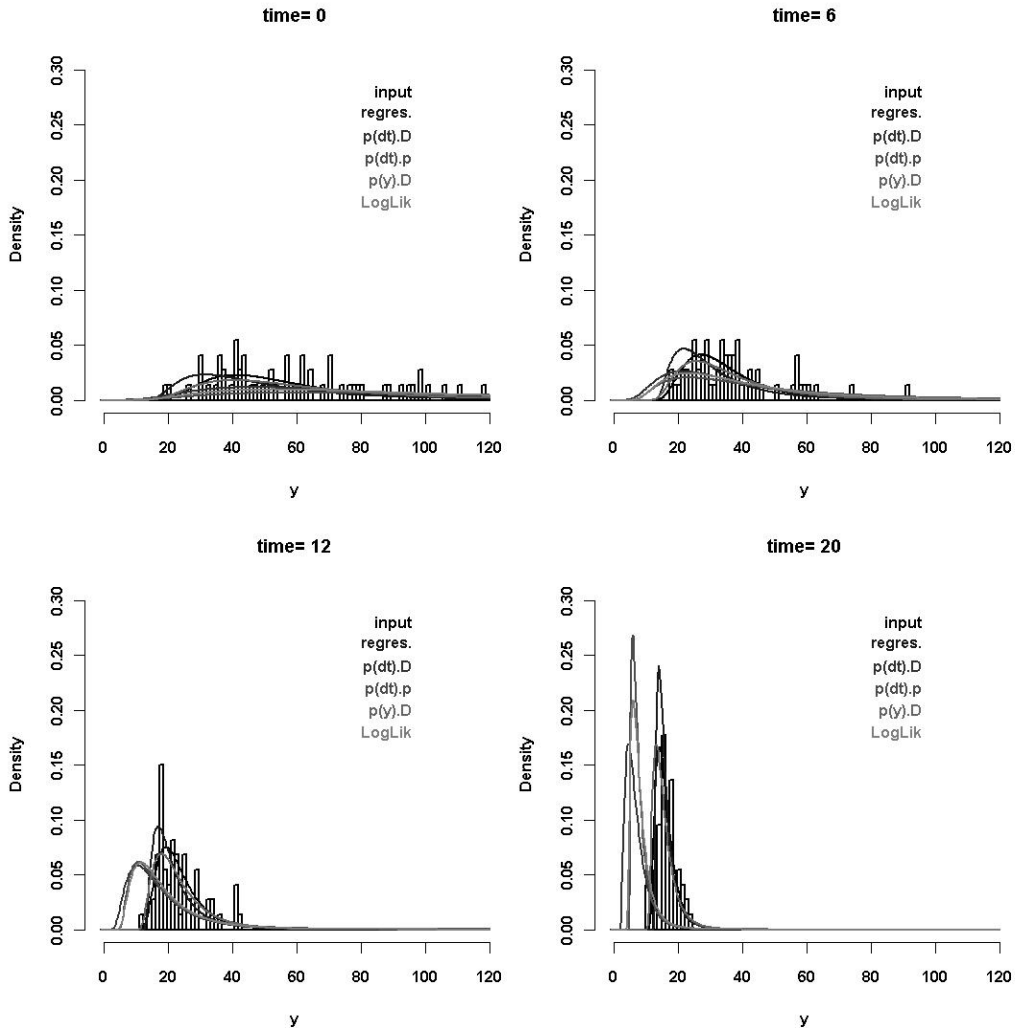 time= 0
Density
0.00 0.05 0.10 0.15 0.20 0.25 0.30
input
regres.
p(dt).D
p(dt).p
p(y).D
LogLik
0 20 40 60 80 100 120
y
time= 6
Density
0.00 0.05 0.10 0.15 0.20 0.25 0.30
input
regres.
p(dt).D
p(dt).p
p(y).D
LogLik
0 20 40 60 80 100 120
y
time= 12
Density
0.00 0.05 0.10 0.15 0.20 0.25 0.30
input
regres.
p(dt).D
p(dt).p
p(y).D
LogLik
0 20 40 60 80 100 120
y
time= 20
Density
0.00 0.05 0.10 0.15 0.20 0.25 0.30
input
regres.
p(dt).D
p(dt).p
p(y).D
LogLik
0 20 40 60 80 100 120
y